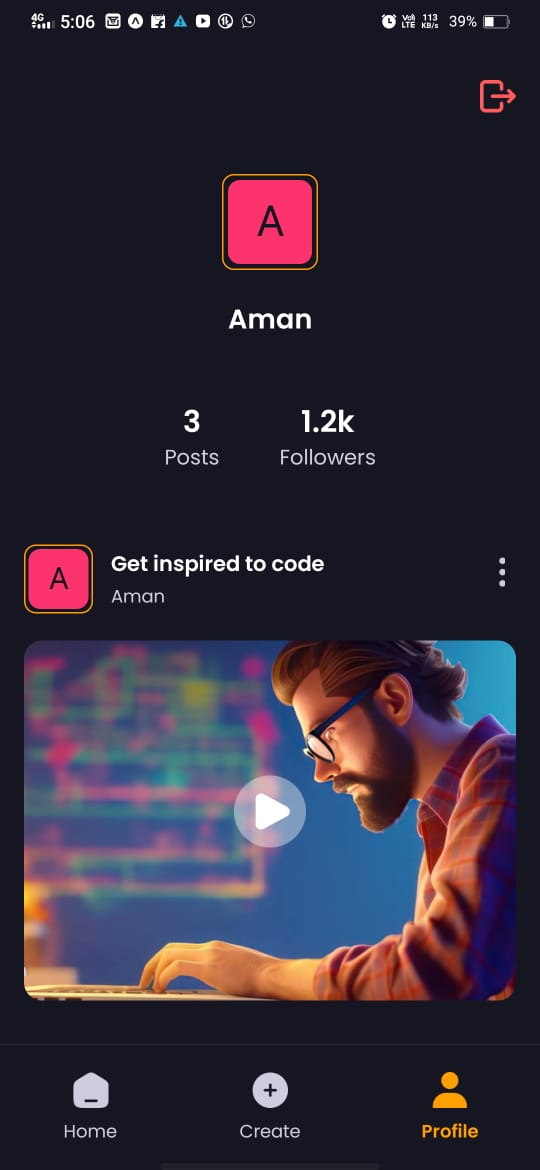 4G 5:06 Vo) LTE 113 KB/s 39%
A
Aman
3 1.2k
Posts Followers
A Get inspired to code
Aman
Home Create Profile